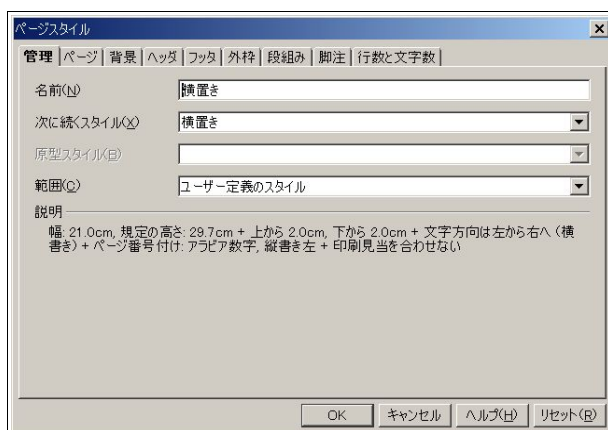 ページスタイル
管理 ページ 背景 ヘッダ フッタ 外枠 段組み 脚注 行数と文字数
名前(N) 横置き
次に続くスタイル(X) 横置き
原型スタイル(B)
範囲(C) ユーザー定義のスタイル
説明
幅: 21.0cm, 規定の高さ: 29.7cm + 上から 2.0cm, 下から 2.0cm + 文字方向は左から右へ (横
書き) + ページ番号付け: アラビア数字, 縦書き左 + 印刷見当を合わせない
OK キャンセル ヘルプ(H) リセット(R)